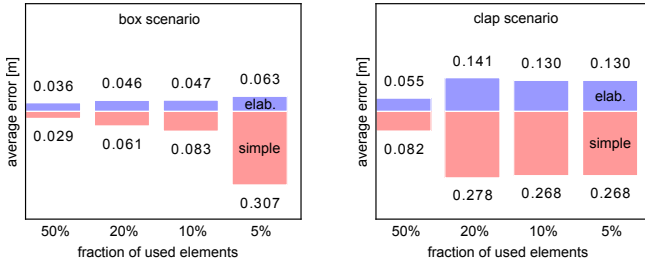 box scenario
average error [m]
0.036 0.046 0.047 0.063
elab.
0.029 0.061 0.083 simple
0.307
50% 20% 10% 5%
fraction of used elements
clap scenario
average error [m]
0.055 0.141 0.130 0.130
elab.
0.082 simple
0.278 0.268 0.268
50% 20% 10% 5%
fraction of used elements